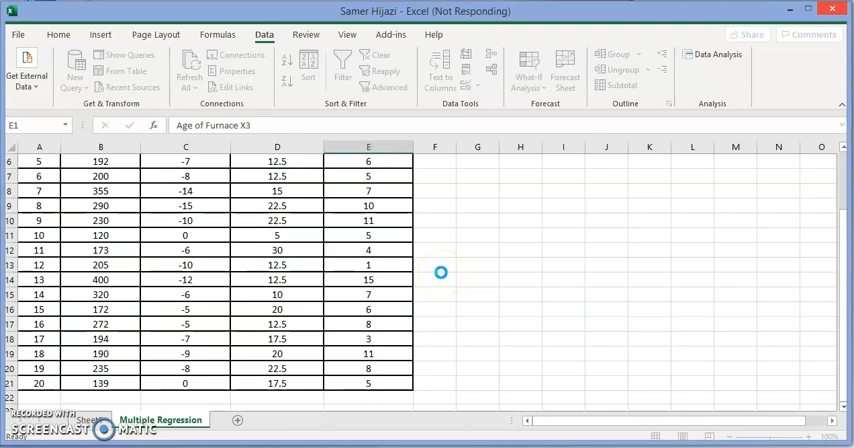 Samer Hijazi - Excel (Not Responding)
File Home Insert Page Layout Formulas Data Review View Add-ins Help Share Comments
Get External Data
New Query
Show Queries
From Table
Recent Sources
Get & Transform
Refresh All
Connections
Properties
Edit Links
Connections
Sort
Filter
Clear
Reapply
Advanced
Sort & Filter
Text to Columns
Data Tools
What-If Analysis
Forecast Sheet
Forecast
Group
Ungroup
Subtotal
Outline
Data Analysis
Analysis
E1 fx Age of Furnace X3
A B C D E F G H I J K L M N O
6 5 192 -7 12.5 6
7 6 200 -8 12.5 5
8 7 355 -14 15 7
9 8 290 -15 22.5 10
10 9 230 -10 22.5 11
11 10 120 0 5 5
12 11 173 -6 30 4
13 12 205 -10 12.5 1
14 13 400 -12 12.5 15
15 14 320 -6 10 7
16 15 172 -5 20 6
17 16 272 -5 12.5 8
18 17 194 -7 17.5 3
19 18 190 -9 20 11
20 19 235 -8 22.5 8
21 20 139 0 17.5 5
22
RECORDED WITH
SCREENCAST MATIC
Multiple Regression
Ready 100%